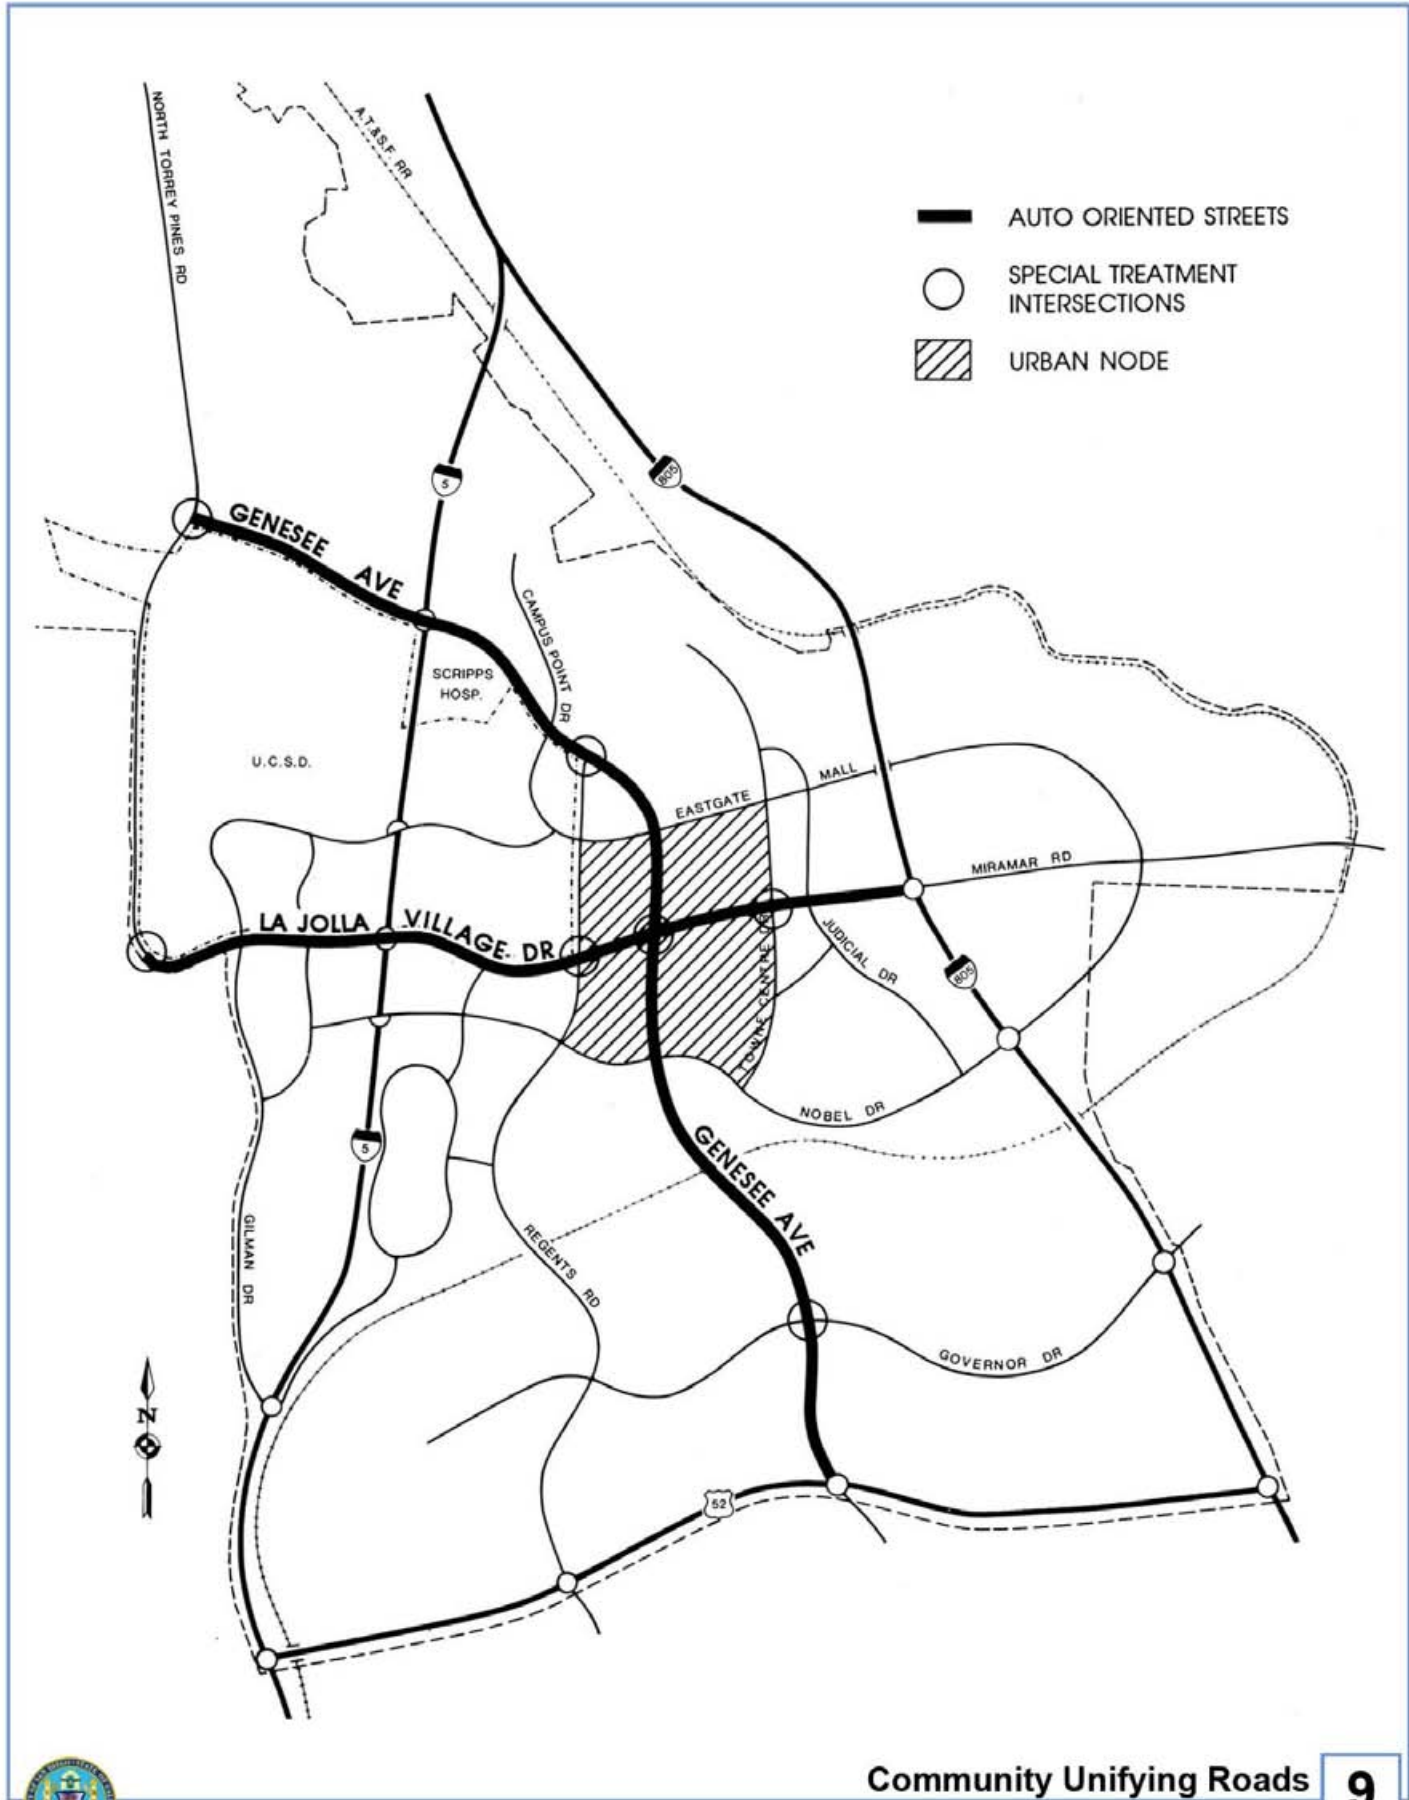 NORTH TORREY PINES RD
A.T.&S.F. RR
AUTO ORIENTED STREETS
SPECIAL TREATMENT
INTERSECTIONS
URBAN NODE
805
5
GENESEE AVE
CAMPUS POINT DR
SCRIPPS
HOSP.
U.C.S.D.
EASTGATE MALL
MIRAMAR RD
LA JOLLA VILLAGE DR
JUDICIAL DR
TOWNE CENTRE DR
805
NOBEL DR
5
GENESEE AVE
GILMAN DR
REGENTS RD
GOVERNOR DR
N
52
Community Unifying Roads
9